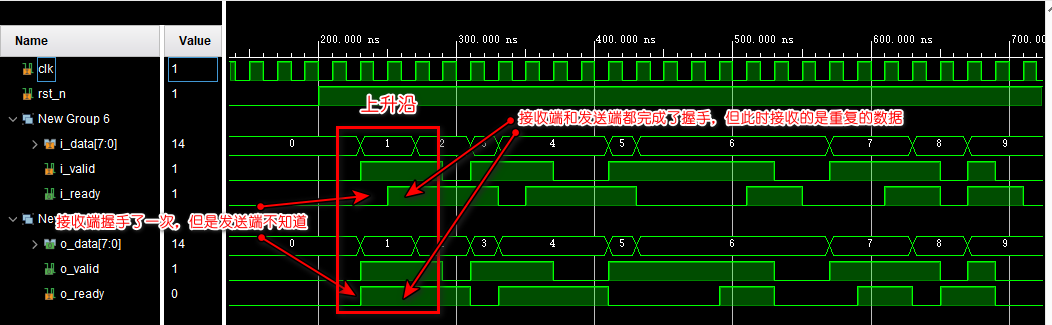 Name Value 200.000 ns 300.000 ns 400.000 ns 500.000 ns 600.000 ns 700.
clk 1
rst_n 1
上升沿
接收端和发送端都完成了握手，但此时接收的是重复的数据
New Group 6
i_data[7:0] 14 0 1 2 3 4 5 6 7 8 9
i_valid 1
i_ready 1
Ne
接收端握手了一次，但是发送端不知道
o_data[7:0] 14 0 1 2 3 4 5 6 7 8 9
o_valid 1
o_ready 0